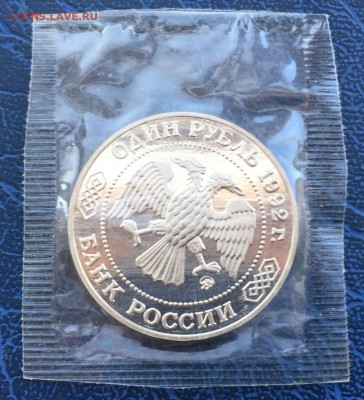 COINS.LAVE.RU
ОДИН РУБЛЬ 1992 г.
БАНК РОССИИ